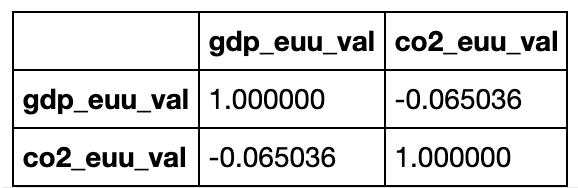 gdp_euu_val co2_euu_val
gdp_euu_val 1.000000 -0.065036
co2_euu_val -0.065036 1.000000